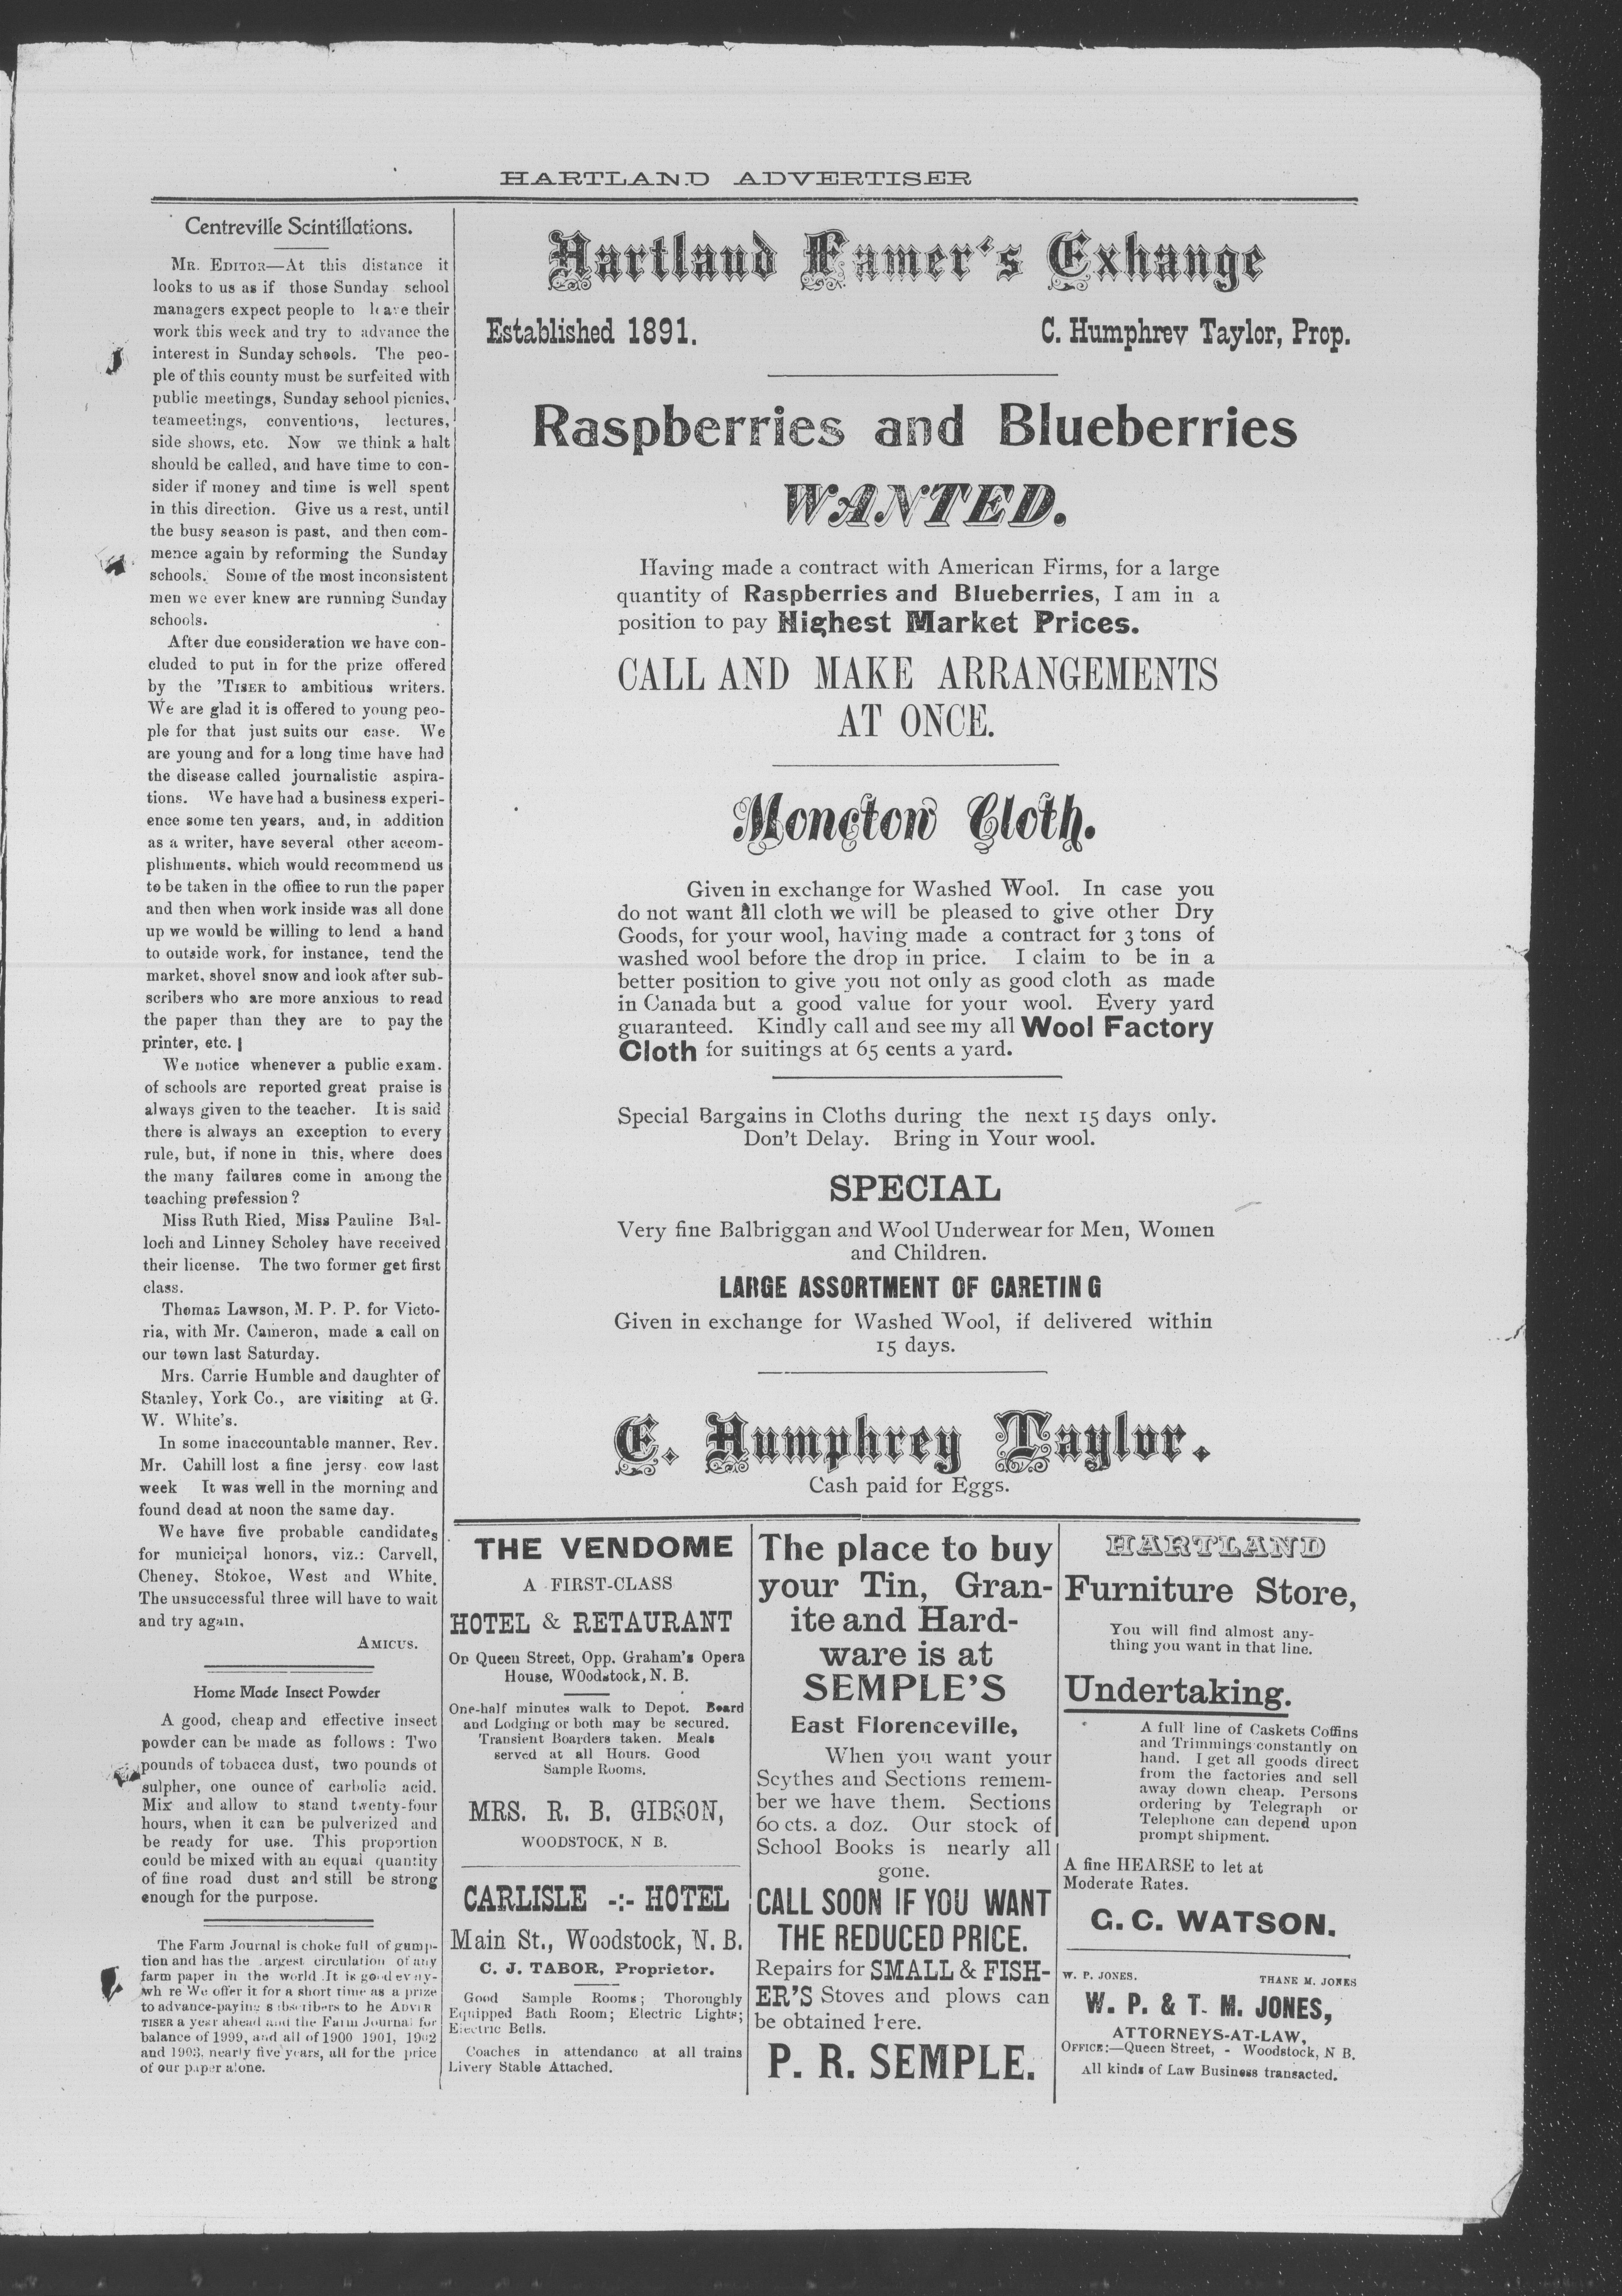 HARTLAND ADVERTISER
Centreville Scintillations.
MR. EDITOR—At this distance it
looks to us as if those Sunday school
managers expect people to leave their
work this week and try to advance the
interest in Sunday schools. The peo-
ple of this county must be surfeited with
public meetings, Sunday school picnics,
teameetings, conventions, lectures,
side shows, etc. Now we think a halt
should be called, and have time to con-
sider if money and time is well spent
in this direction. Give us a rest, until
the busy season is past, and then com-
mence again by reforming the Sunday
schools. Some of the most inconsistent
men we ever knew are running Sunday
schools.
After due consideration we have con-
cluded to put in for the prize offered
by the 'TISER to ambitious writers.
We are glad it is offered to young peo-
ple for that just suits our case. We
are young and for a long time have had
the disease called journalistic aspira-
tions. We have had a business experi-
ence some ten years, and, in addition
as a writer, have several other accom-
plishments, which would recommend us
to be taken in the office to run the paper
and then when work inside was all done
up we would be willing to lend a hand
to outside work, for instance, tend the
market, shovel snow and look after sub-
scribers who are more anxious to read
the paper than they are to pay the
printer, etc.
We notice whenever a public exam.
of schools are reported great praise is
always given to the teacher. It is said
there is always an exception to every
rule, but, if none in this, where does
the many failures come in among the
teaching profession?
Miss Ruth Ried, Miss Pauline Bal-
loch and Linney Scholey have received
their license. The two former get first
class.
Thomas Lawson, M. P. P. for Victo-
ria, with Mr. Cameron, made a call on
our town last Saturday.
Mrs. Carrie Humble and daughter of
Stanley, York Co., are visiting at G.
W. White's.
In some inaccountable manner, Rev.
Mr. Cahill lost a fine jersy cow last
week It was well in the morning and
found dead at noon the same day.
We have five probable candidates
for municipal honors, viz.: Carvell,
Cheney, Stokoe, West and White.
The unsuccessful three will have to wait
and try again.
AMICUS.
Home Made Insect Powder
A good, cheap and effective insect
powder can be made as follows: Two
pounds of tobacco dust, two pounds of
sulpher, one ounce of carbolic acid.
Mix and allow to stand twenty-four
hours, when it can be pulverized and
be ready for use. This proportion
could be mixed with an equal quantity
of fine road dust and still be strong
enough for the purpose.
The Farm Journal is choke full of gump-
tion and has the largest circulation of any
farm paper in the world It is good
We offer it for a short time as a prize
to advance-paying to he
TISER a year ahead and the Farm Journal for
balance of 1999, and all of 1900 1901, 1902
and 1903, nearly five years, all for the price
of our paper alone.
Hartland Famer's Exhange
Established 1891. C. Humphrey Taylor, Prop.
Raspberries and Blueberries
WANTED.
Having made a contract with American Firms, for a large
quantity of Raspberries and Blueberries, I am in a
position to pay Highest Market Prices.
CALL AND MAKE ARRANGEMENTS
AT ONCE.
Moncton Cloth.
Given in exchange for Washed Wool. In case you
do not want all cloth we will be pleased to give other Dry
Goods, for your wool, having made a contract for 3 tons of
washed wool before the drop in price. I claim to be in a
better position to give you not only as good cloth as made
in Canada but a good value for your wool. Every yard
guaranteed. Kindly call and see my all Wool Factory
Cloth for suitings at 65 cents a yard.
Special Bargains in Cloths during the next 15 days only.
Don't Delay. Bring in Your wool.
SPECIAL
Very fine Balbriggan and Wool Underwear for Men, Women
and Children.
LARGE ASSORTMENT OF CARETING
Given in exchange for Washed Wool, if delivered within
15 days.
C. Humphrey Taylor.
Cash paid for Eggs.
THE VENDOME
A FIRST-CLASS
HOTEL & RETAURANT
On Queen Street, Opp. Graham's Opera
House, WOodstock, N. B.
One-half minutes walk to Depot. Board
and Lodging or both may be secured.
Transient Boarders taken. Meals
served at all Hours. Good
Sample Rooms.
MRS. R. B. GIBSON,
WOODSTOCK, N B.
CARLISLE -:- HOTEL
Main St., Woodstock, N. B.
C. J. TABOR, Proprietor.
Good Sample Rooms; Thoroughly
Equipped Bath Room; Electric Lights;
Electric Bells.
Coaches in attendance at all trains
Livery Stable Attached.
The place to buy
your Tin, Gran-
ite and Hard-
ware is at
SEMPLE'S
East Florenceville,
When you want your
Scythes and Sections remem-
ber we have them. Sections
60 cts. a doz. Our stock of
School Books is nearly all
gone.
CALL SOON IF YOU WANT
THE REDUCED PRICE.
Repairs for SMALL & FISH-
ER'S Stoves and plows can
be obtained here.
P. R. SEMPLE.
HARTLAND
Furniture Store,
You will find almost any-
thing you want in that line.
Undertaking.
A full line of Caskets Coffins
and Trimmings constantly on
hand. I get all goods direct
from the factories and sell
away down cheap. Persons
ordering by Telegraph or
Telephone can depend upon
prompt shipment.
A fine HEARSE to let at
Moderate Rates.
C. C. WATSON.
W. P. JONES. THANE M. JONES
W. P. & T. M. JONES,
ATTORNEYS-AT-LAW,
OFFICE:—Queen Street, - Woodstock, N B.
All kinds of Law Business transacted.